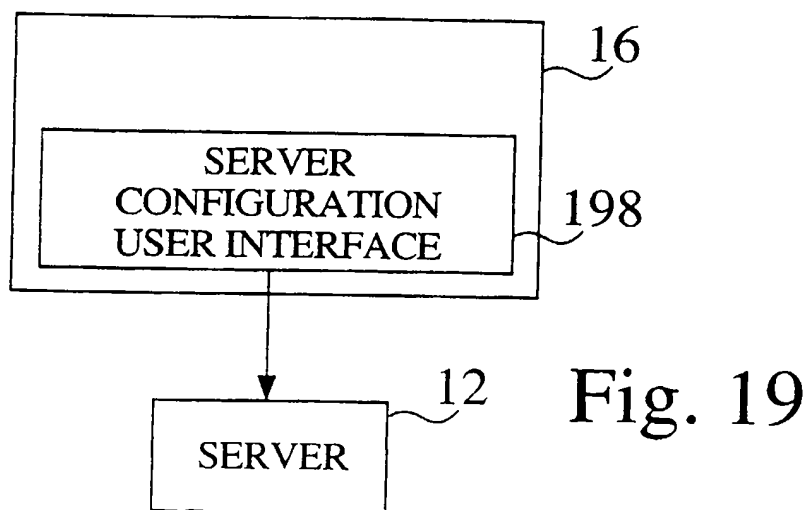 16
SERVER
CONFIGURATION
USER INTERFACE
198
12
SERVER
Fig. 19